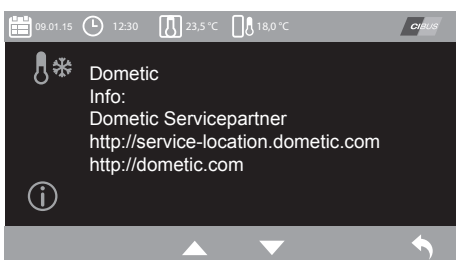 09.01.15 12:30 23,5 °C 18,0 °C CIBUS
Dometic
Info:
Dometic Servicepartner
http://service-location.dometic.com
http://dometic.com